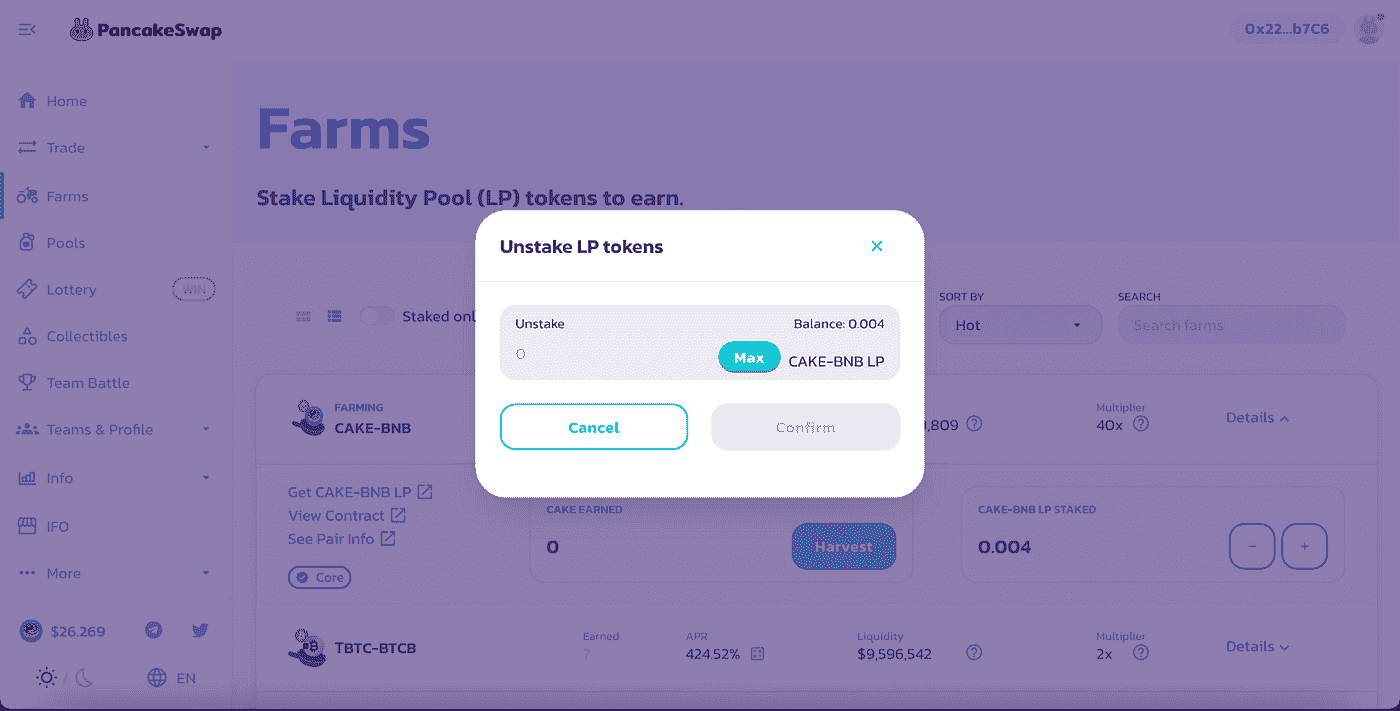 PancakeSwap
0x22...b7C6
Home
Trade
Farms
Pools
Lottery
WIN
Collectibles
Team Battle
Teams & Profile
Info
IFO
More
$26.269
EN
Farms
Stake Liquidity Pool (LP) tokens to earn.
Staked onl
SORT BY
Hot
SEARCH
Search farms
Unstake LP tokens
Unstake
Balance: 0.004
0
Max
CAKE-BNB LP
Cancel
Confirm
FARMING
CAKE-BNB
,809
Multiplier
40x
Details
Get CAKE-BNB LP
View Contract
See Pair Info
Core
CAKE EARNED
0
Harvest
CAKE-BNB LP STAKED
0.004
−
+
TBTC-BTCB
Earned
?
APR
424.52%
Liquidity
$9,596,542
Multiplier
2x
Details